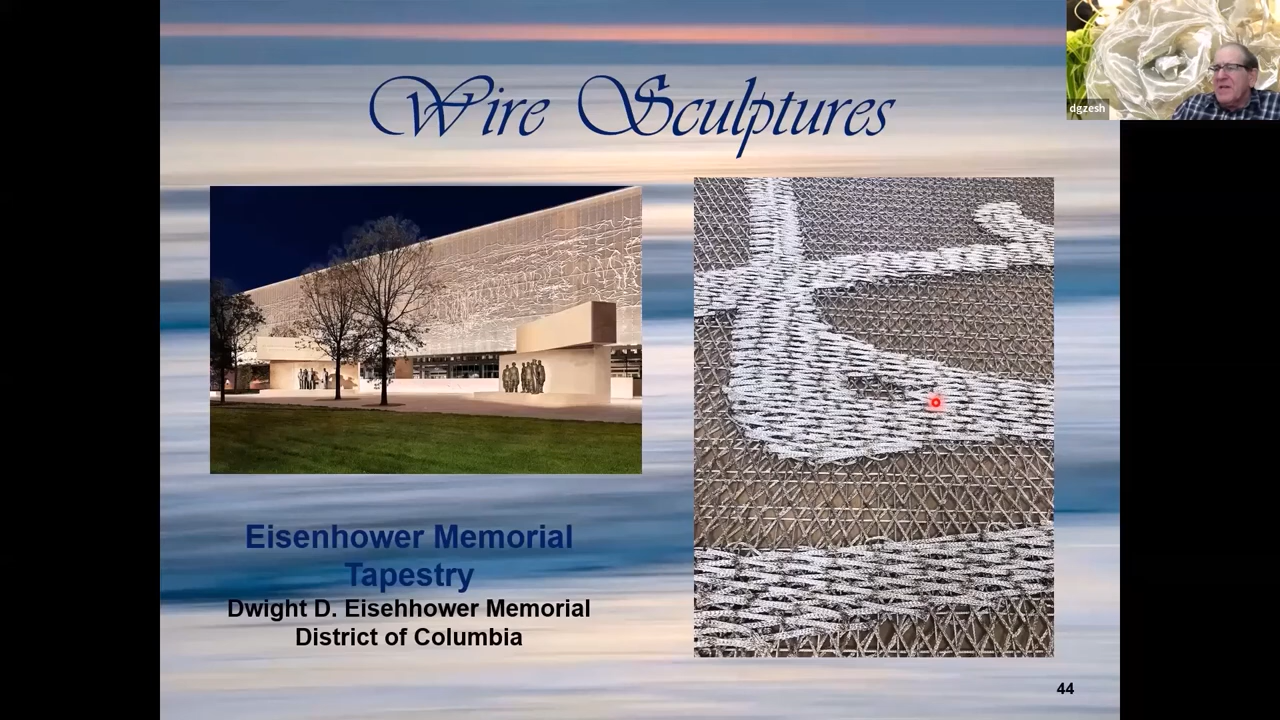 dgzesh
Wire Sculptures
Eisenhower Memorial
Tapestry
Dwight D. Eisehhower Memorial
District of Columbia
44